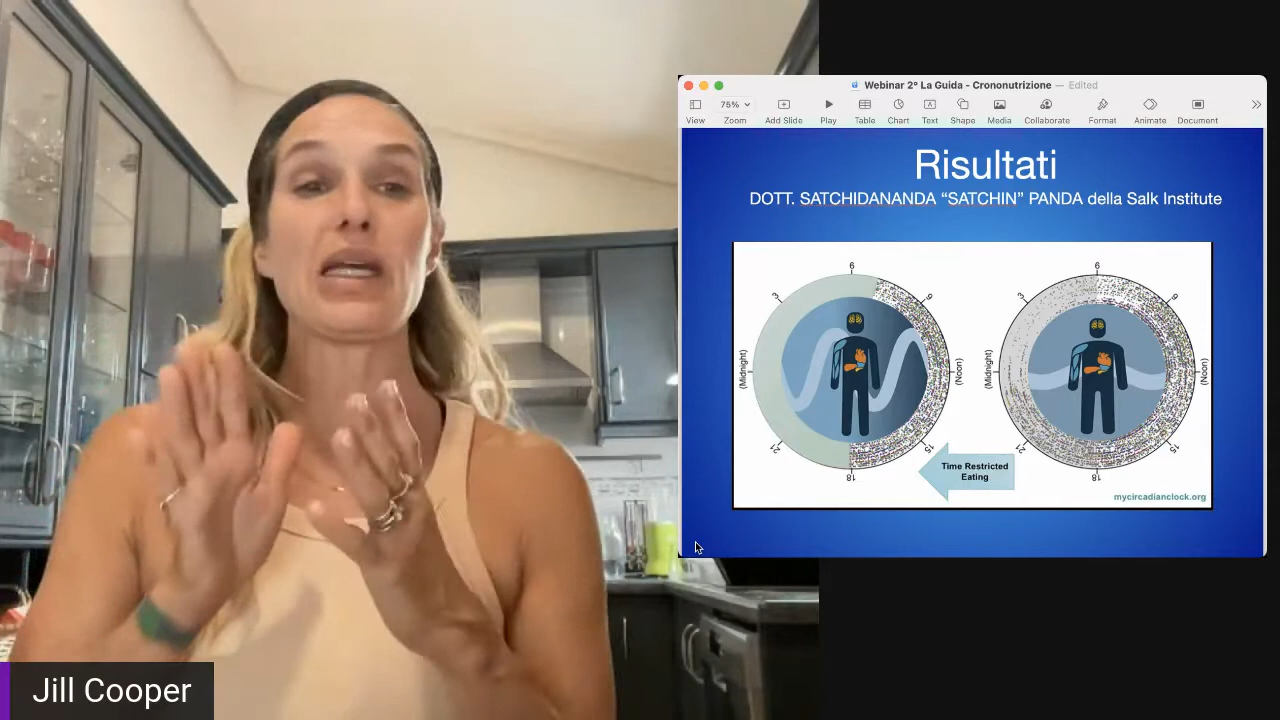 Webinar 2° La Guida - Crononutrizione — Edited
75%
View Zoom Add Slide Play Table Chart Text Shape Media Collaborate Format Animate Document
Risultati
DOTT. SATCHIDANANDA “SATCHIN” PANDA della Salk Institute
6 6
3 9 3 9
(Midnight) (Noon) (Midnight) (Noon)
21 15 21 15
18 18
Time Restricted
Eating
mycircadianclock.org
Jill Cooper